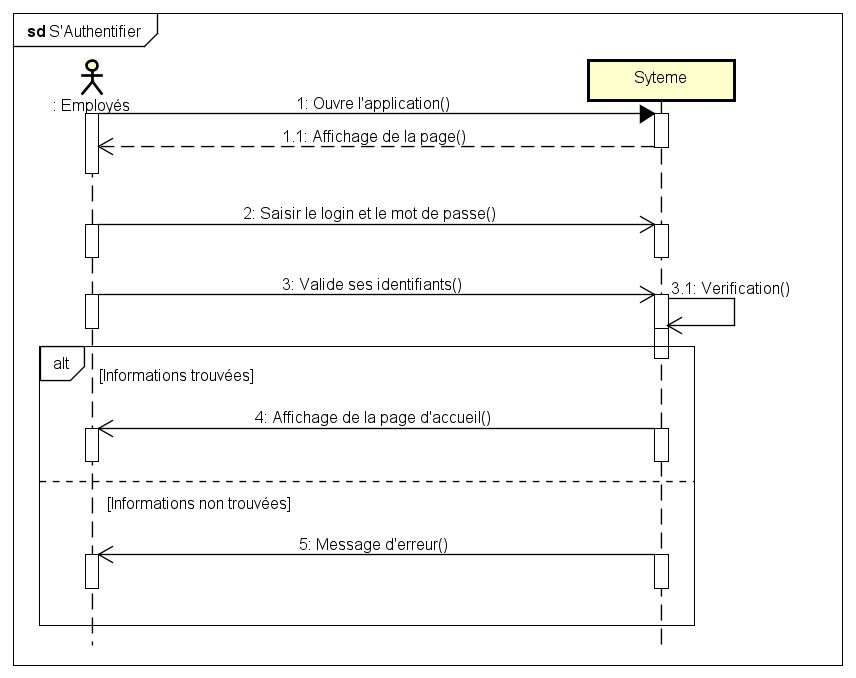 sd S'Authentifier
: Employés
Syteme
1: Ouvre l'application()
1.1: Affichage de la page()
2: Saisir le login et le mot de passe()
3: Valide ses identifiants()
3.1: Verification()
alt
[Informations trouvées]
4: Affichage de la page d'accueil()
[Informations non trouvées]
5: Message d'erreur()